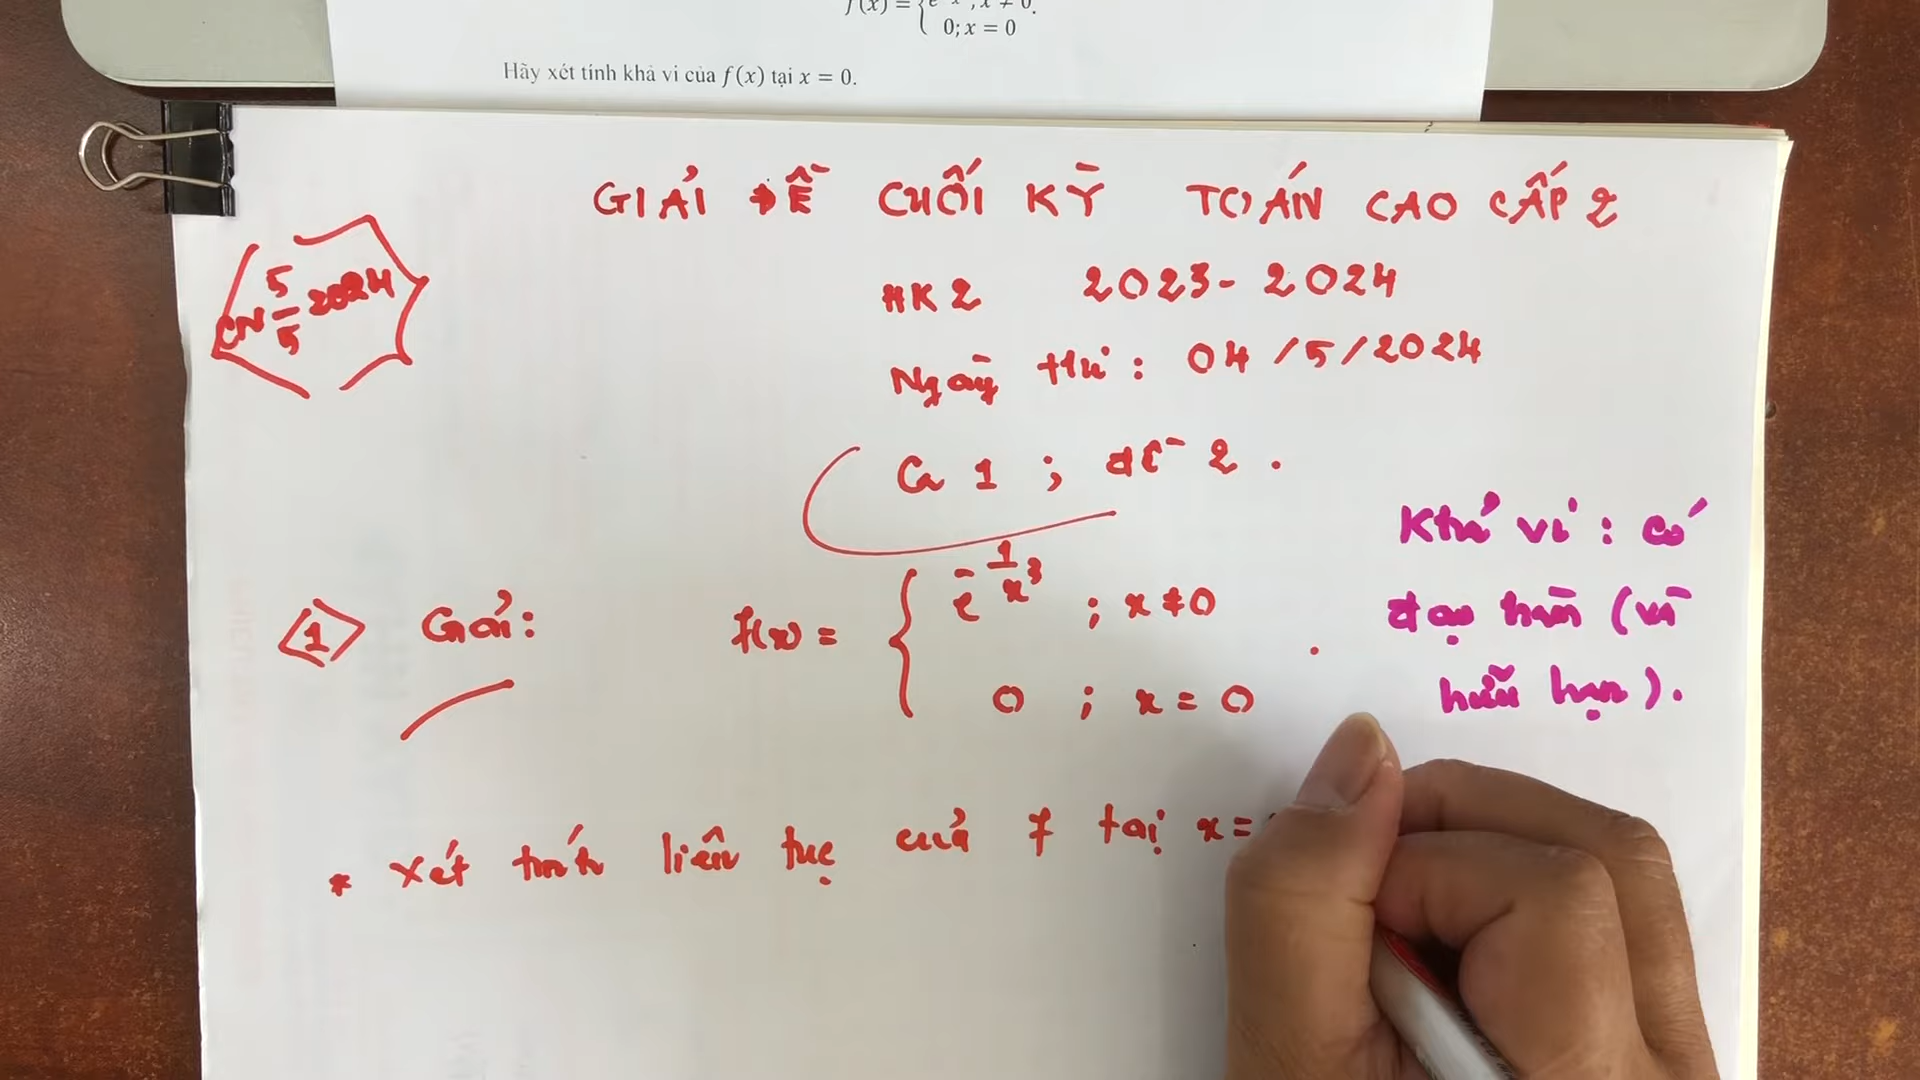 f(x) = { e^-x , x ≠ 0.
0; x = 0
Hãy xét tính khả vi của f(x) tại x = 0.
GIẢI ĐỀ CUỐI KỲ TOÁN CAO CẤP 2
CN 5/5 2024
HK2 2023-2024
Ngày thi: 04/5/2024
Ca 1 ; đề 2.
Khả vi : có
đạo hàm (và
hữu hạn).
1 Giải: f(x) = { e^-1/x³ ; x ≠ 0
0 ; x = 0 .
* Xét tính liên tục của f tại x =